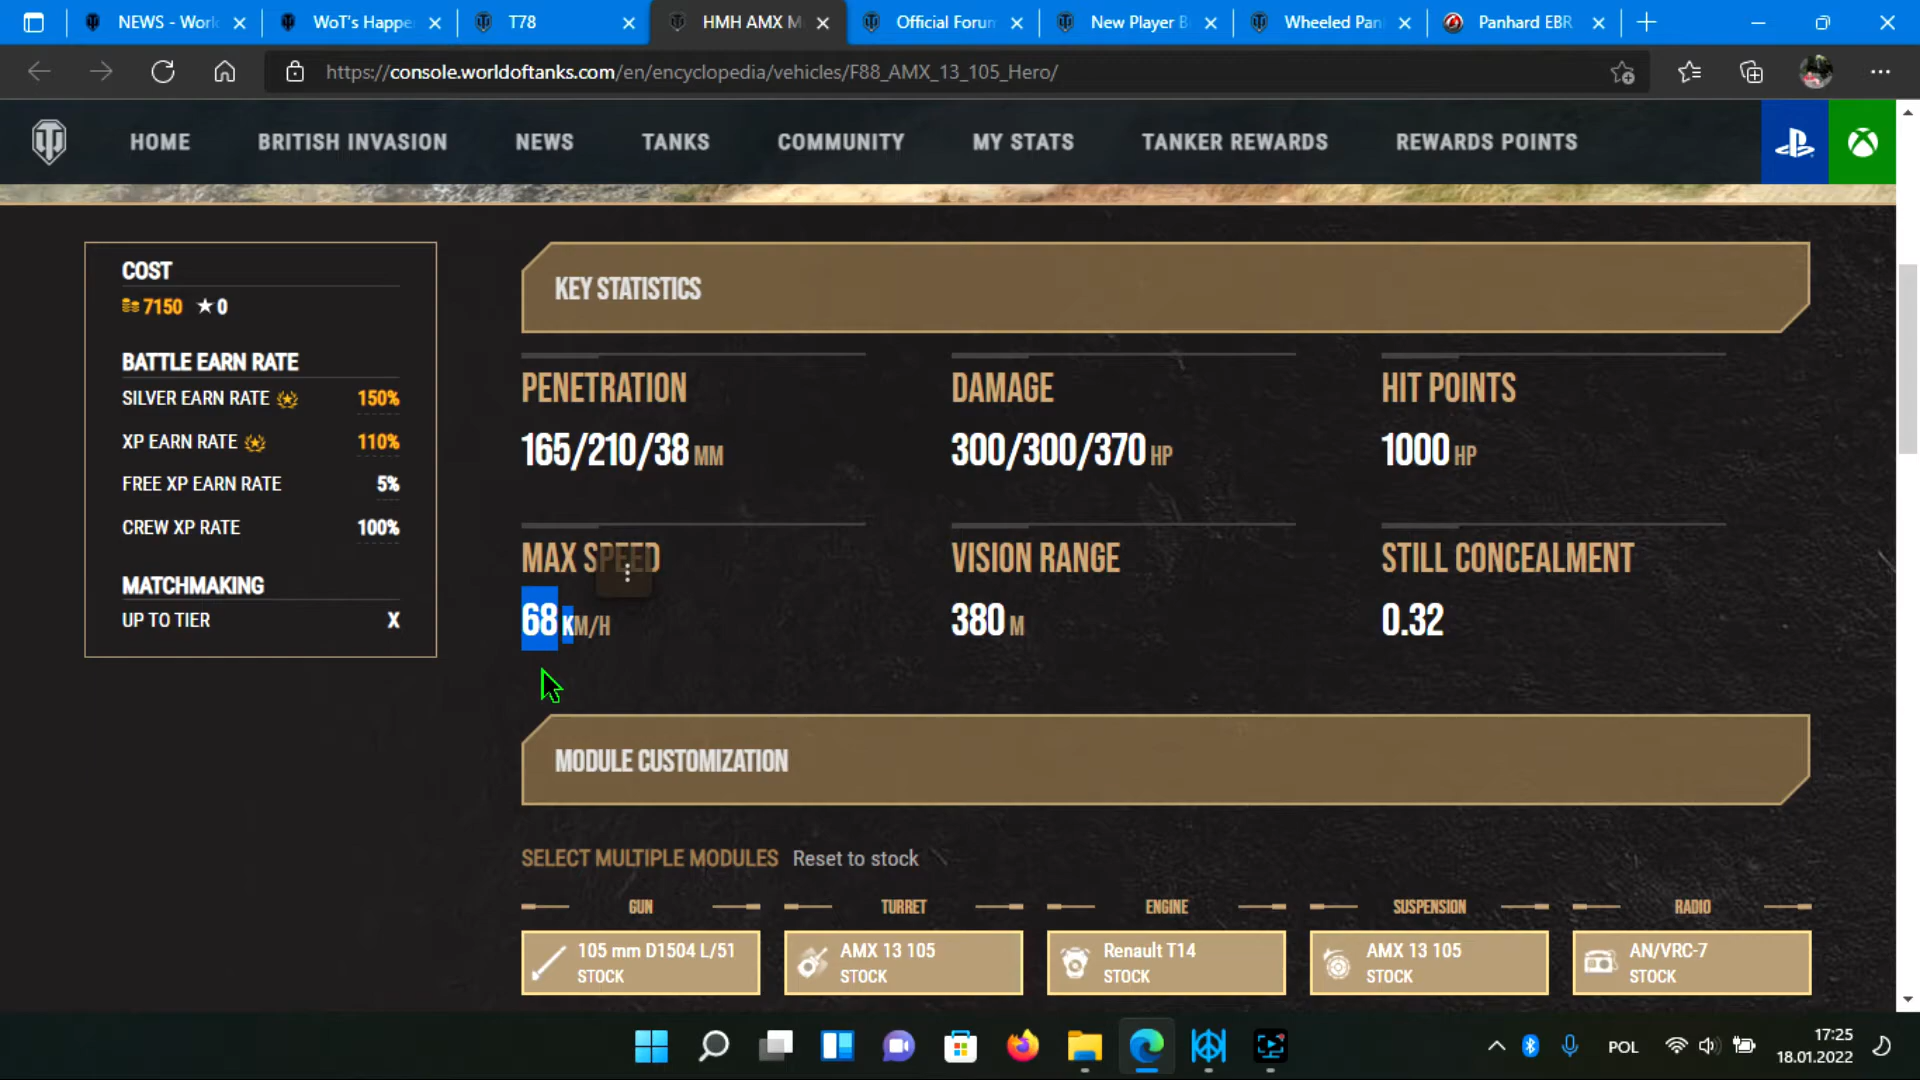 NEWS - Worl
WoT's Happe
T78
HMH AMX M
Official Forun
New Player B
Wheeled Pan
Panhard EBR
https://console.worldoftanks.com/en/encyclopedia/vehicles/F88_AMX_13_105_Hero/
HOME
BRITISH INVASION
NEWS
TANKS
COMMUNITY
MY STATS
TANKER REWARDS
REWARDS POINTS
COST
7150 ★ 0
BATTLE EARN RATE
SILVER EARN RATE 150%
XP EARN RATE 110%
FREE XP EARN RATE 5%
CREW XP RATE 100%
MATCHMAKING
UP TO TIER X
KEY STATISTICS
PENETRATION
165/210/38 MM
DAMAGE
300/300/370 HP
HIT POINTS
1000 HP
MAX SPEED
68 KM/H
VISION RANGE
380 M
STILL CONCEALMENT
0.32
MODULE CUSTOMIZATION
SELECT MULTIPLE MODULES Reset to stock
GUN
105 mm D1504 L/51
STOCK
TURRET
AMX 13 105
STOCK
ENGINE
Renault T14
STOCK
SUSPENSION
AMX 13 105
STOCK
RADIO
AN/VRC-7
STOCK
POL
17:25
18.01.2022